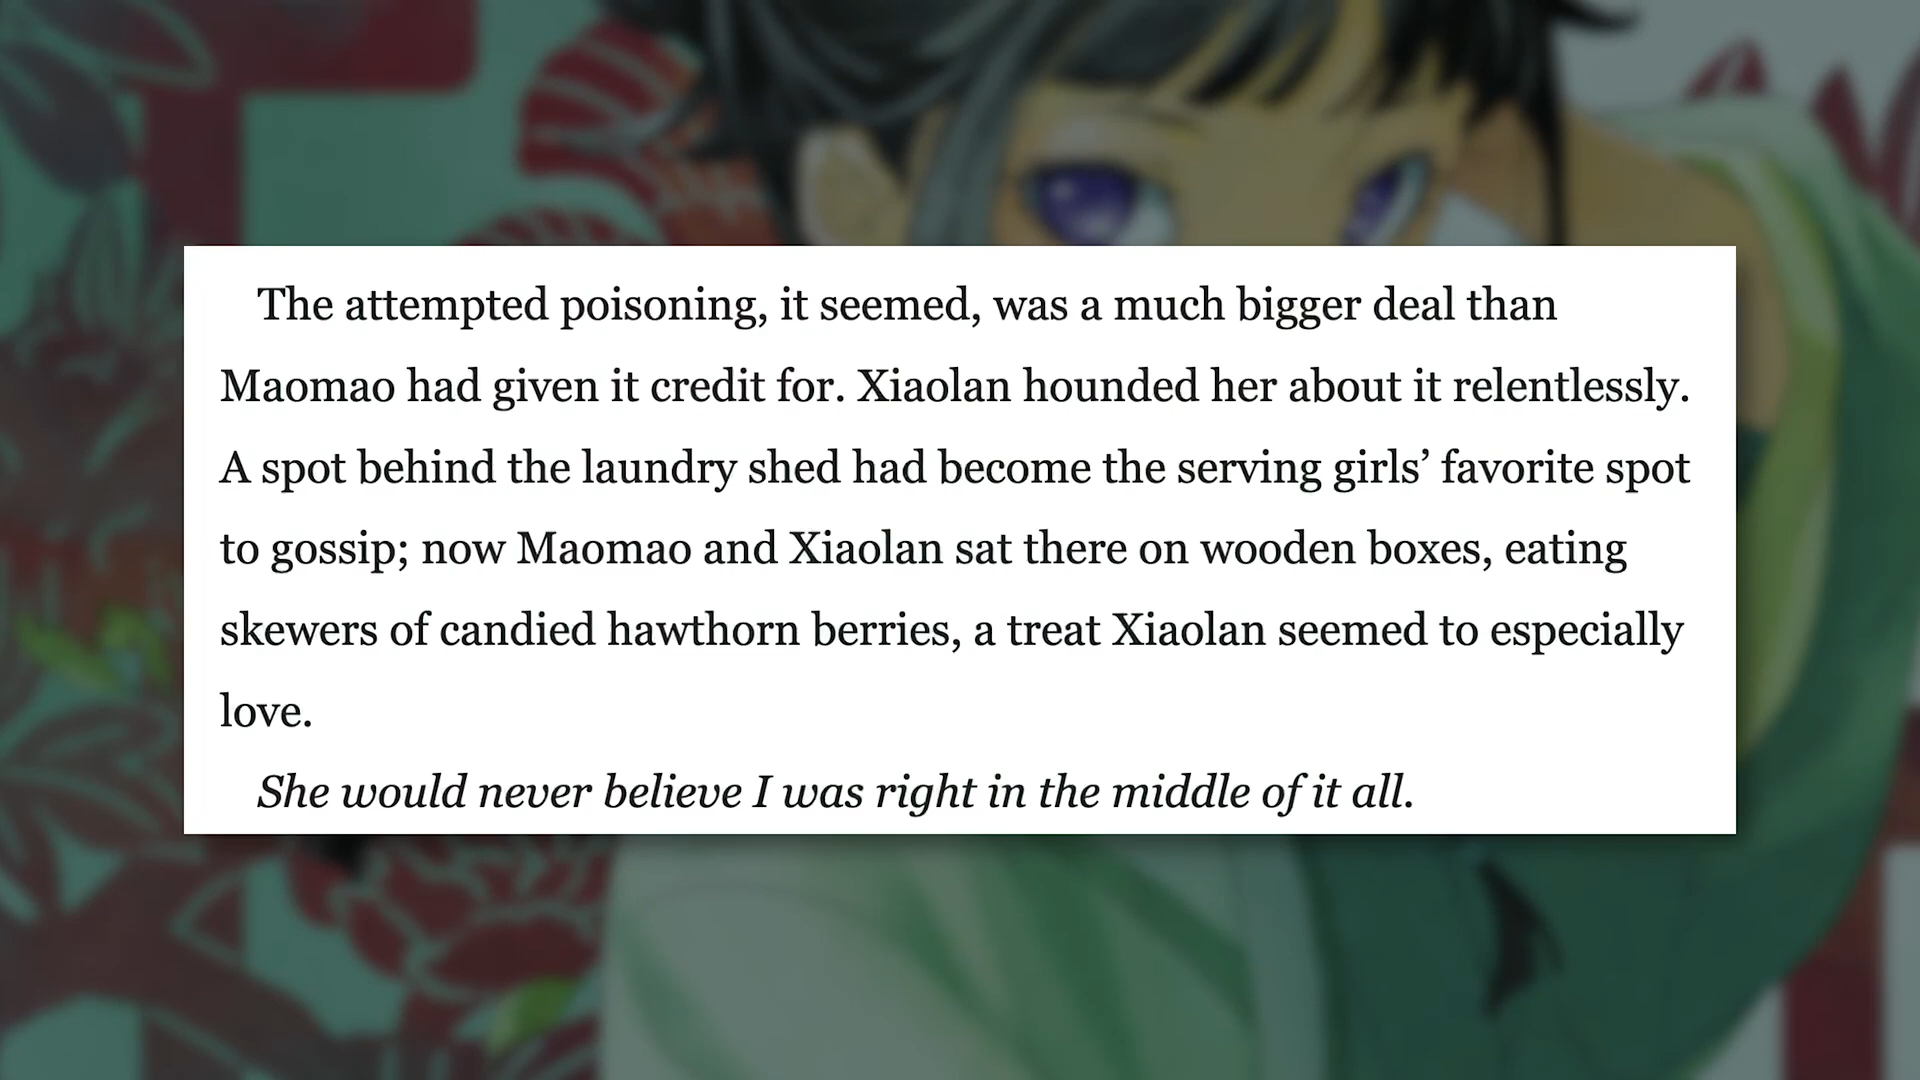 The attempted poisoning, it seemed, was a much bigger deal than
Maomao had given it credit for. Xiaolan hounded her about it relentlessly.
A spot behind the laundry shed had become the serving girls’ favorite spot
to gossip; now Maomao and Xiaolan sat there on wooden boxes, eating
skewers of candied hawthorn berries, a treat Xiaolan seemed to especially
love.
She would never believe I was right in the middle of it all.